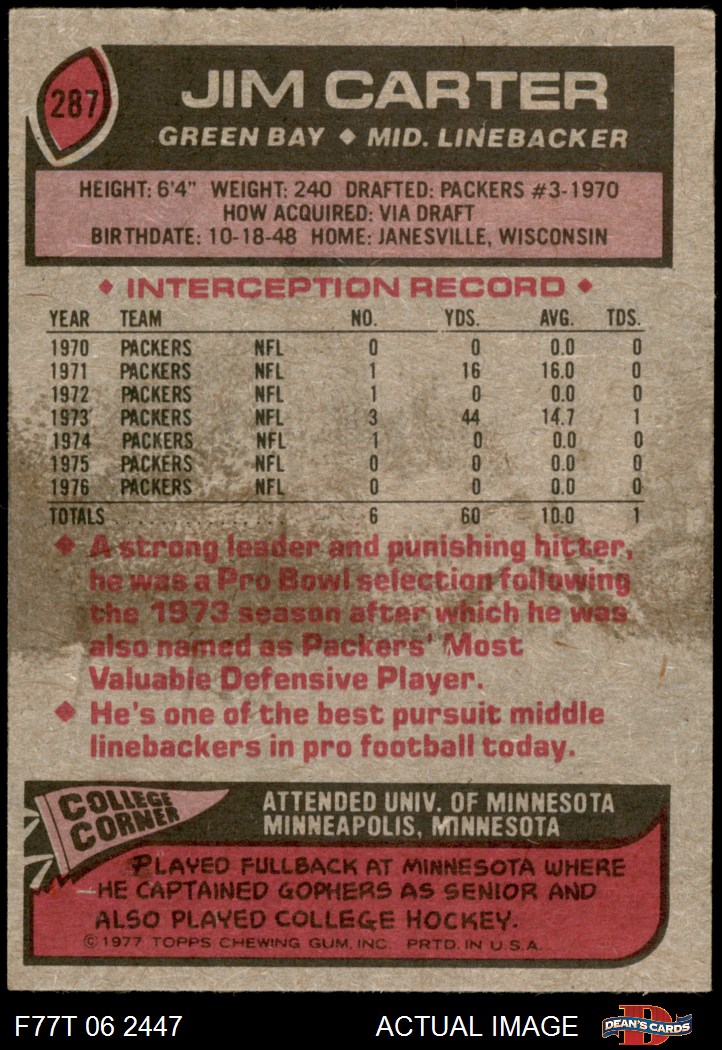 287
JIM CARTER
GREEN BAY ◆ MID. LINEBACKER
HEIGHT: 6'4" WEIGHT: 240 DRAFTED: PACKERS #3-1970
HOW ACQUIRED: VIA DRAFT
BIRTHDATE: 10-18-48 HOME: JANESVILLE, WISCONSIN
◆ INTERCEPTION RECORD ◆
YEAR TEAM NO. YDS. AVG. TDS.
1970 PACKERS NFL 0 0 0.0 0
1971 PACKERS NFL 1 16 16.0 0
1972 PACKERS NFL 1 0 0.0 0
1973 PACKERS NFL 3 44 14.7 1
1974 PACKERS NFL 1 0 0.0 0
1975 PACKERS NFL 0 0 0.0 0
1976 PACKERS NFL 0 0 0.0 0
TOTALS . . . . . . . . . . . . . . . . 6 60 10.0 1
◆ A strong leader and punishing hitter,
he was a Pro Bowl selection following
the 1973 season after which he was
also named as Packers' Most
Valuable Defensive Player.
◆ He's one of the best pursuit middle
linebackers in pro football today.
COLLEGE
CORNER
ATTENDED UNIV. OF MINNESOTA
MINNEAPOLIS, MINNESOTA
PLAYED FULLBACK AT MINNESOTA WHERE
HE CAPTAINED GOPHERS AS SENIOR AND
ALSO PLAYED COLLEGE HOCKEY.
© 1977 TOPPS CHEWING GUM, INC. PRTD. IN U.S.A.
F77T 06 2447 ACTUAL IMAGE
D
DEAN'S CARDS